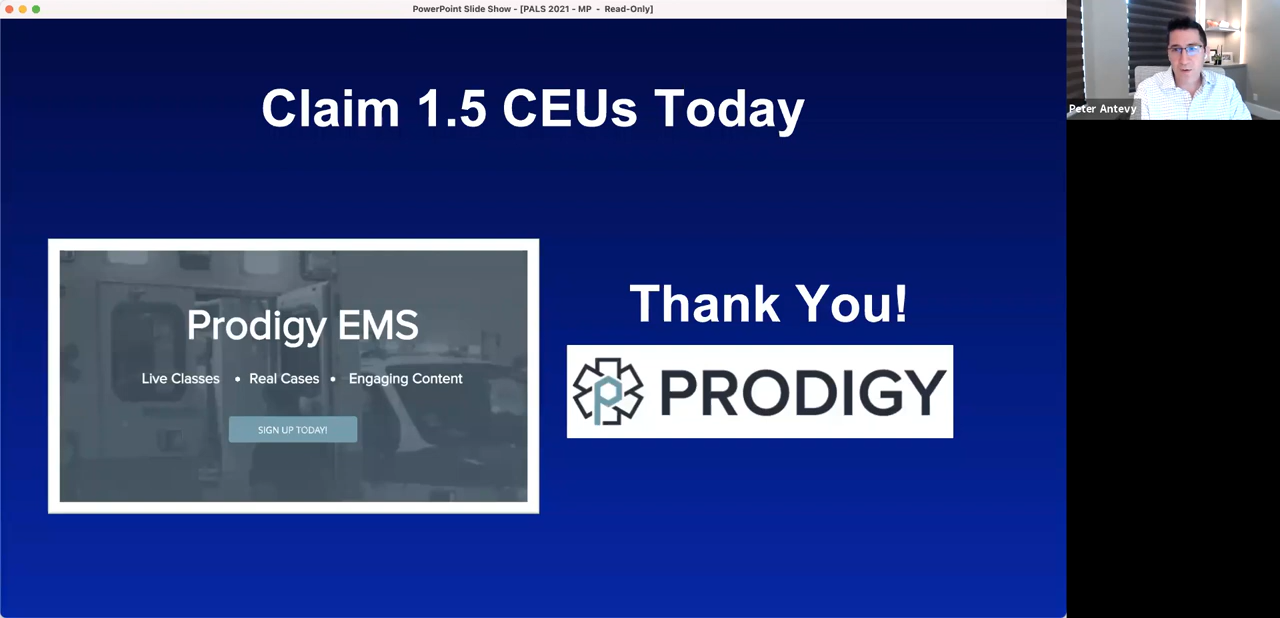 PowerPoint Slide Show - [PALS 2021 - MP - Read-Only]
Claim 1.5 CEUs Today
Prodigy EMS
Live Classes • Real Cases • Engaging Content
SIGN UP TODAY!
Thank You!
PRODIGY
Peter Antevy